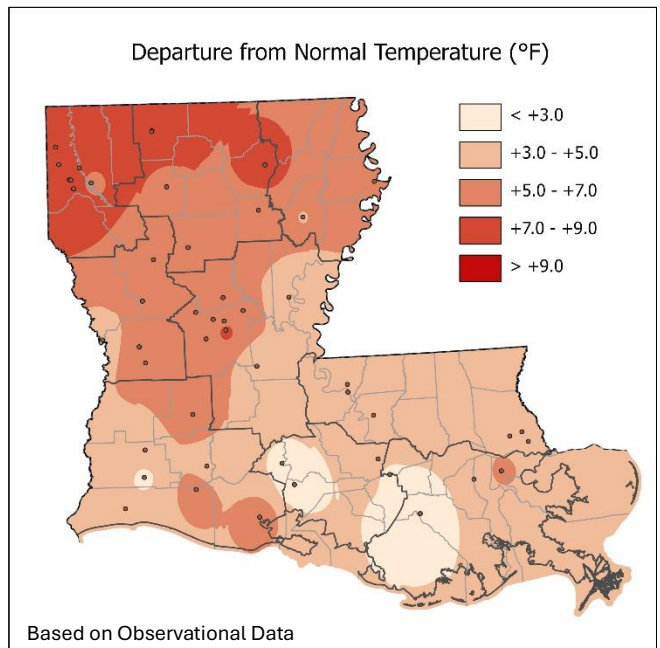 Departure from Normal Temperature (°F)
< +3.0
+3.0 - +5.0
+5.0 - +7.0
+7.0 - +9.0
> +9.0
Based on Observational Data